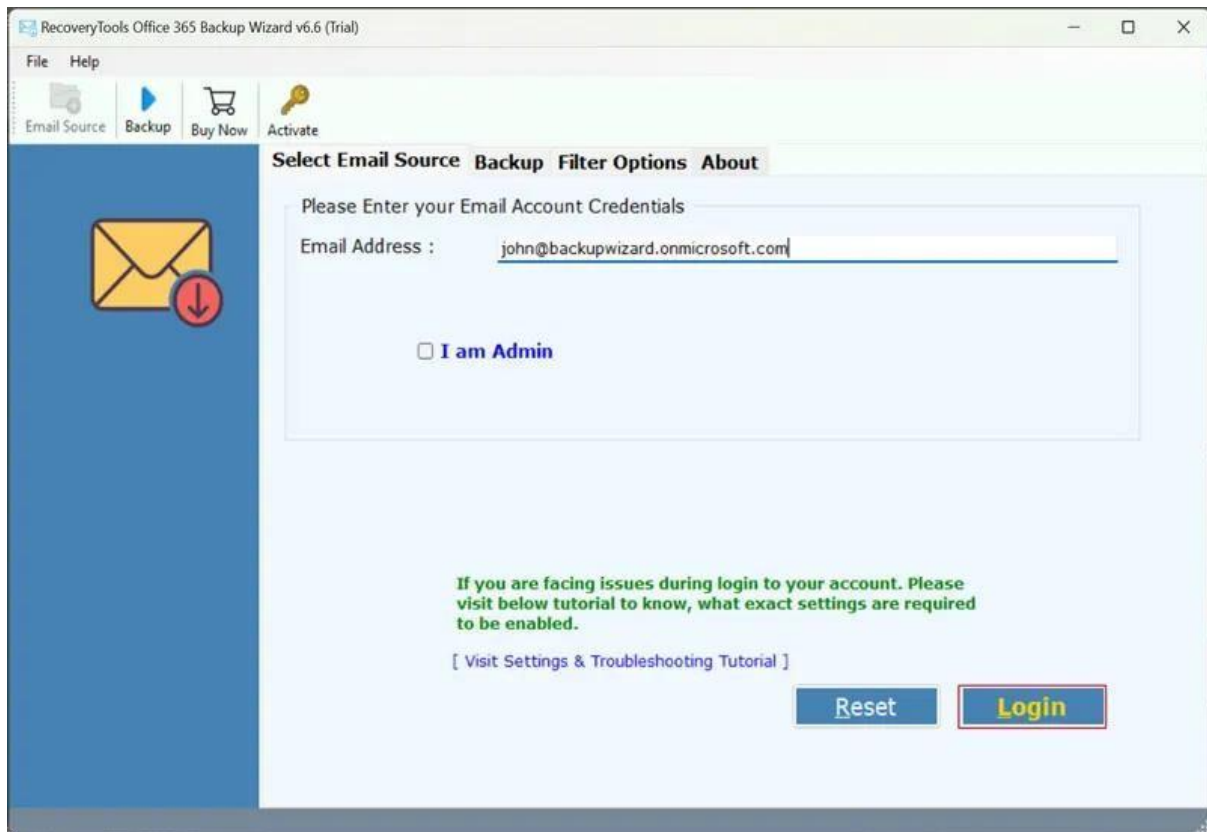 RecoveryTools Office 365 Backup Wizard v6.6 (Trial)
File Help
Email Source Backup Buy Now Activate
Select Email Source Backup Filter Options About
Please Enter your Email Account Credentials
Email Address : john@backupwizard.onmicrosoft.com
I am Admin
If you are facing issues during login to your account. Please
visit below tutorial to know, what exact settings are required
to be enabled.
[ Visit Settings & Troubleshooting Tutorial ]
Reset Login